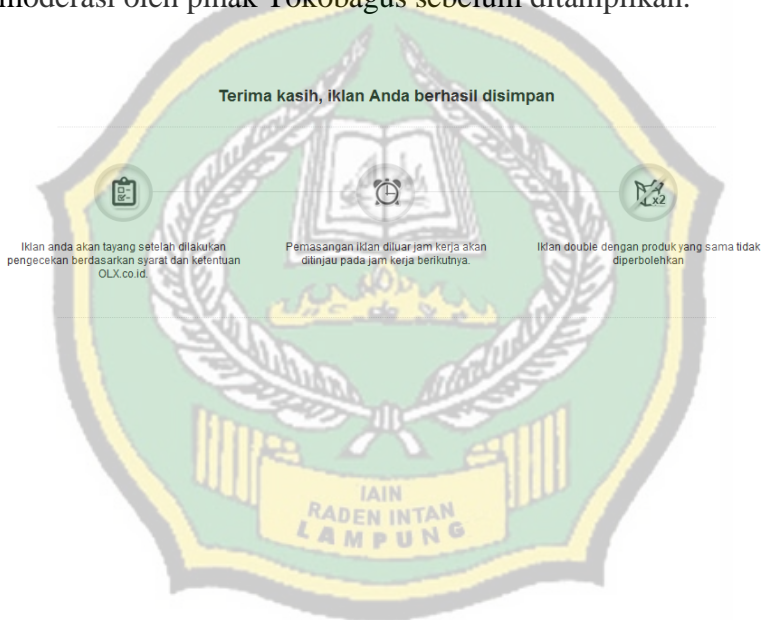 moderasi oleh pihak Tokobagus sebelum ditampilkan.
Terima kasih, iklan Anda berhasil disimpan
x2
Iklan anda akan tayang setelah dilakukan
pengecekan berdasarkan syarat dan ketentuan
OLX.co.id.
Pemasangan iklan diluar jam kerja akan
ditinjau pada jam kerja berikutnya.
Iklan double dengan produk yang sama tidak
diperbolehkan
IAIN
RADEN INTAN
LAMPUNG